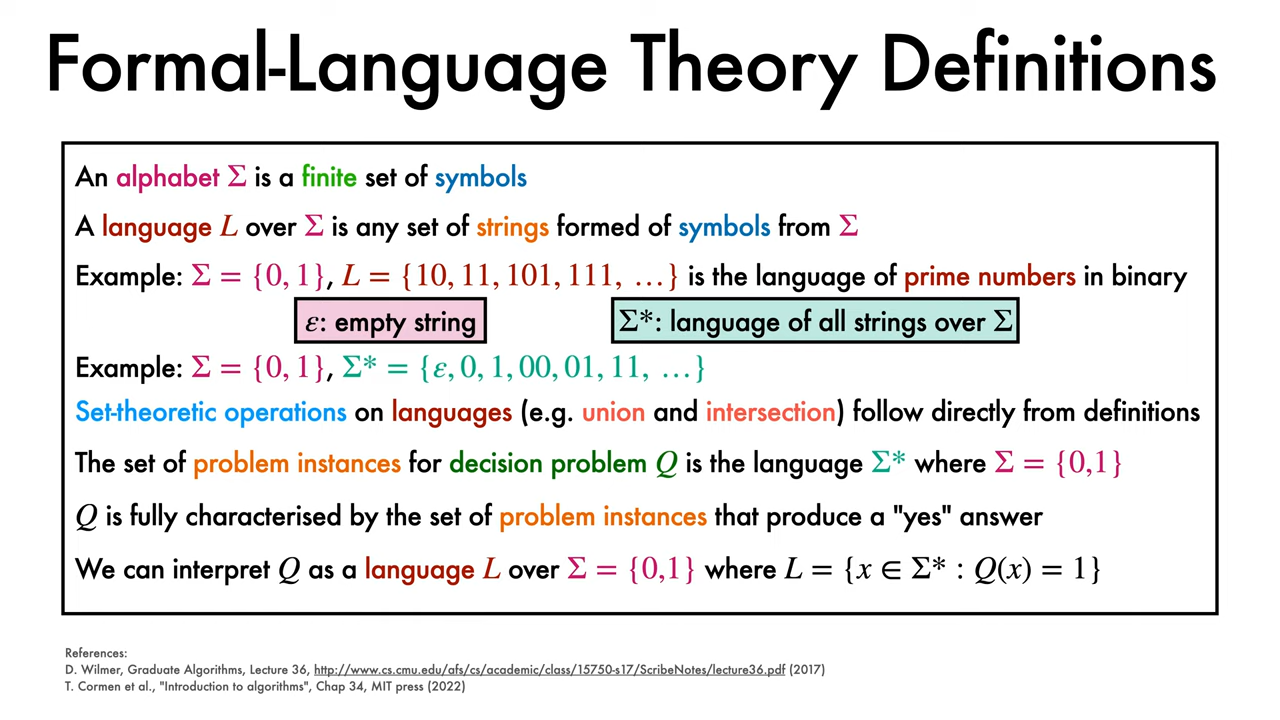 Formal-Language Theory Definitions
An alphabet Σ is a finite set of symbols
A language L over Σ is any set of strings formed of symbols from Σ
Example: Σ = {0, 1}, L = {10, 11, 101, 111, …} is the language of prime numbers in binary
ε: empty string
Σ*: language of all strings over Σ
Example: Σ = {0, 1}, Σ* = {ε, 0, 1, 00, 01, 11, …}
Set-theoretic operations on languages (e.g. union and intersection) follow directly from definitions
The set of problem instances for decision problem Q is the language Σ* where Σ = {0,1}
Q is fully characterised by the set of problem instances that produce a "yes" answer
We can interpret Q as a language L over Σ = {0,1} where L = {x ∈ Σ* : Q(x) = 1}
References:
D. Wilmer, Graduate Algorithms, Lecture 36, http://www.cs.cmu.edu/afs/cs/academic/class/15750-s17/ScribeNotes/lecture36.pdf (2017)
T. Cormen et al., "Introduction to algorithms", Chap 34, MIT press (2022)